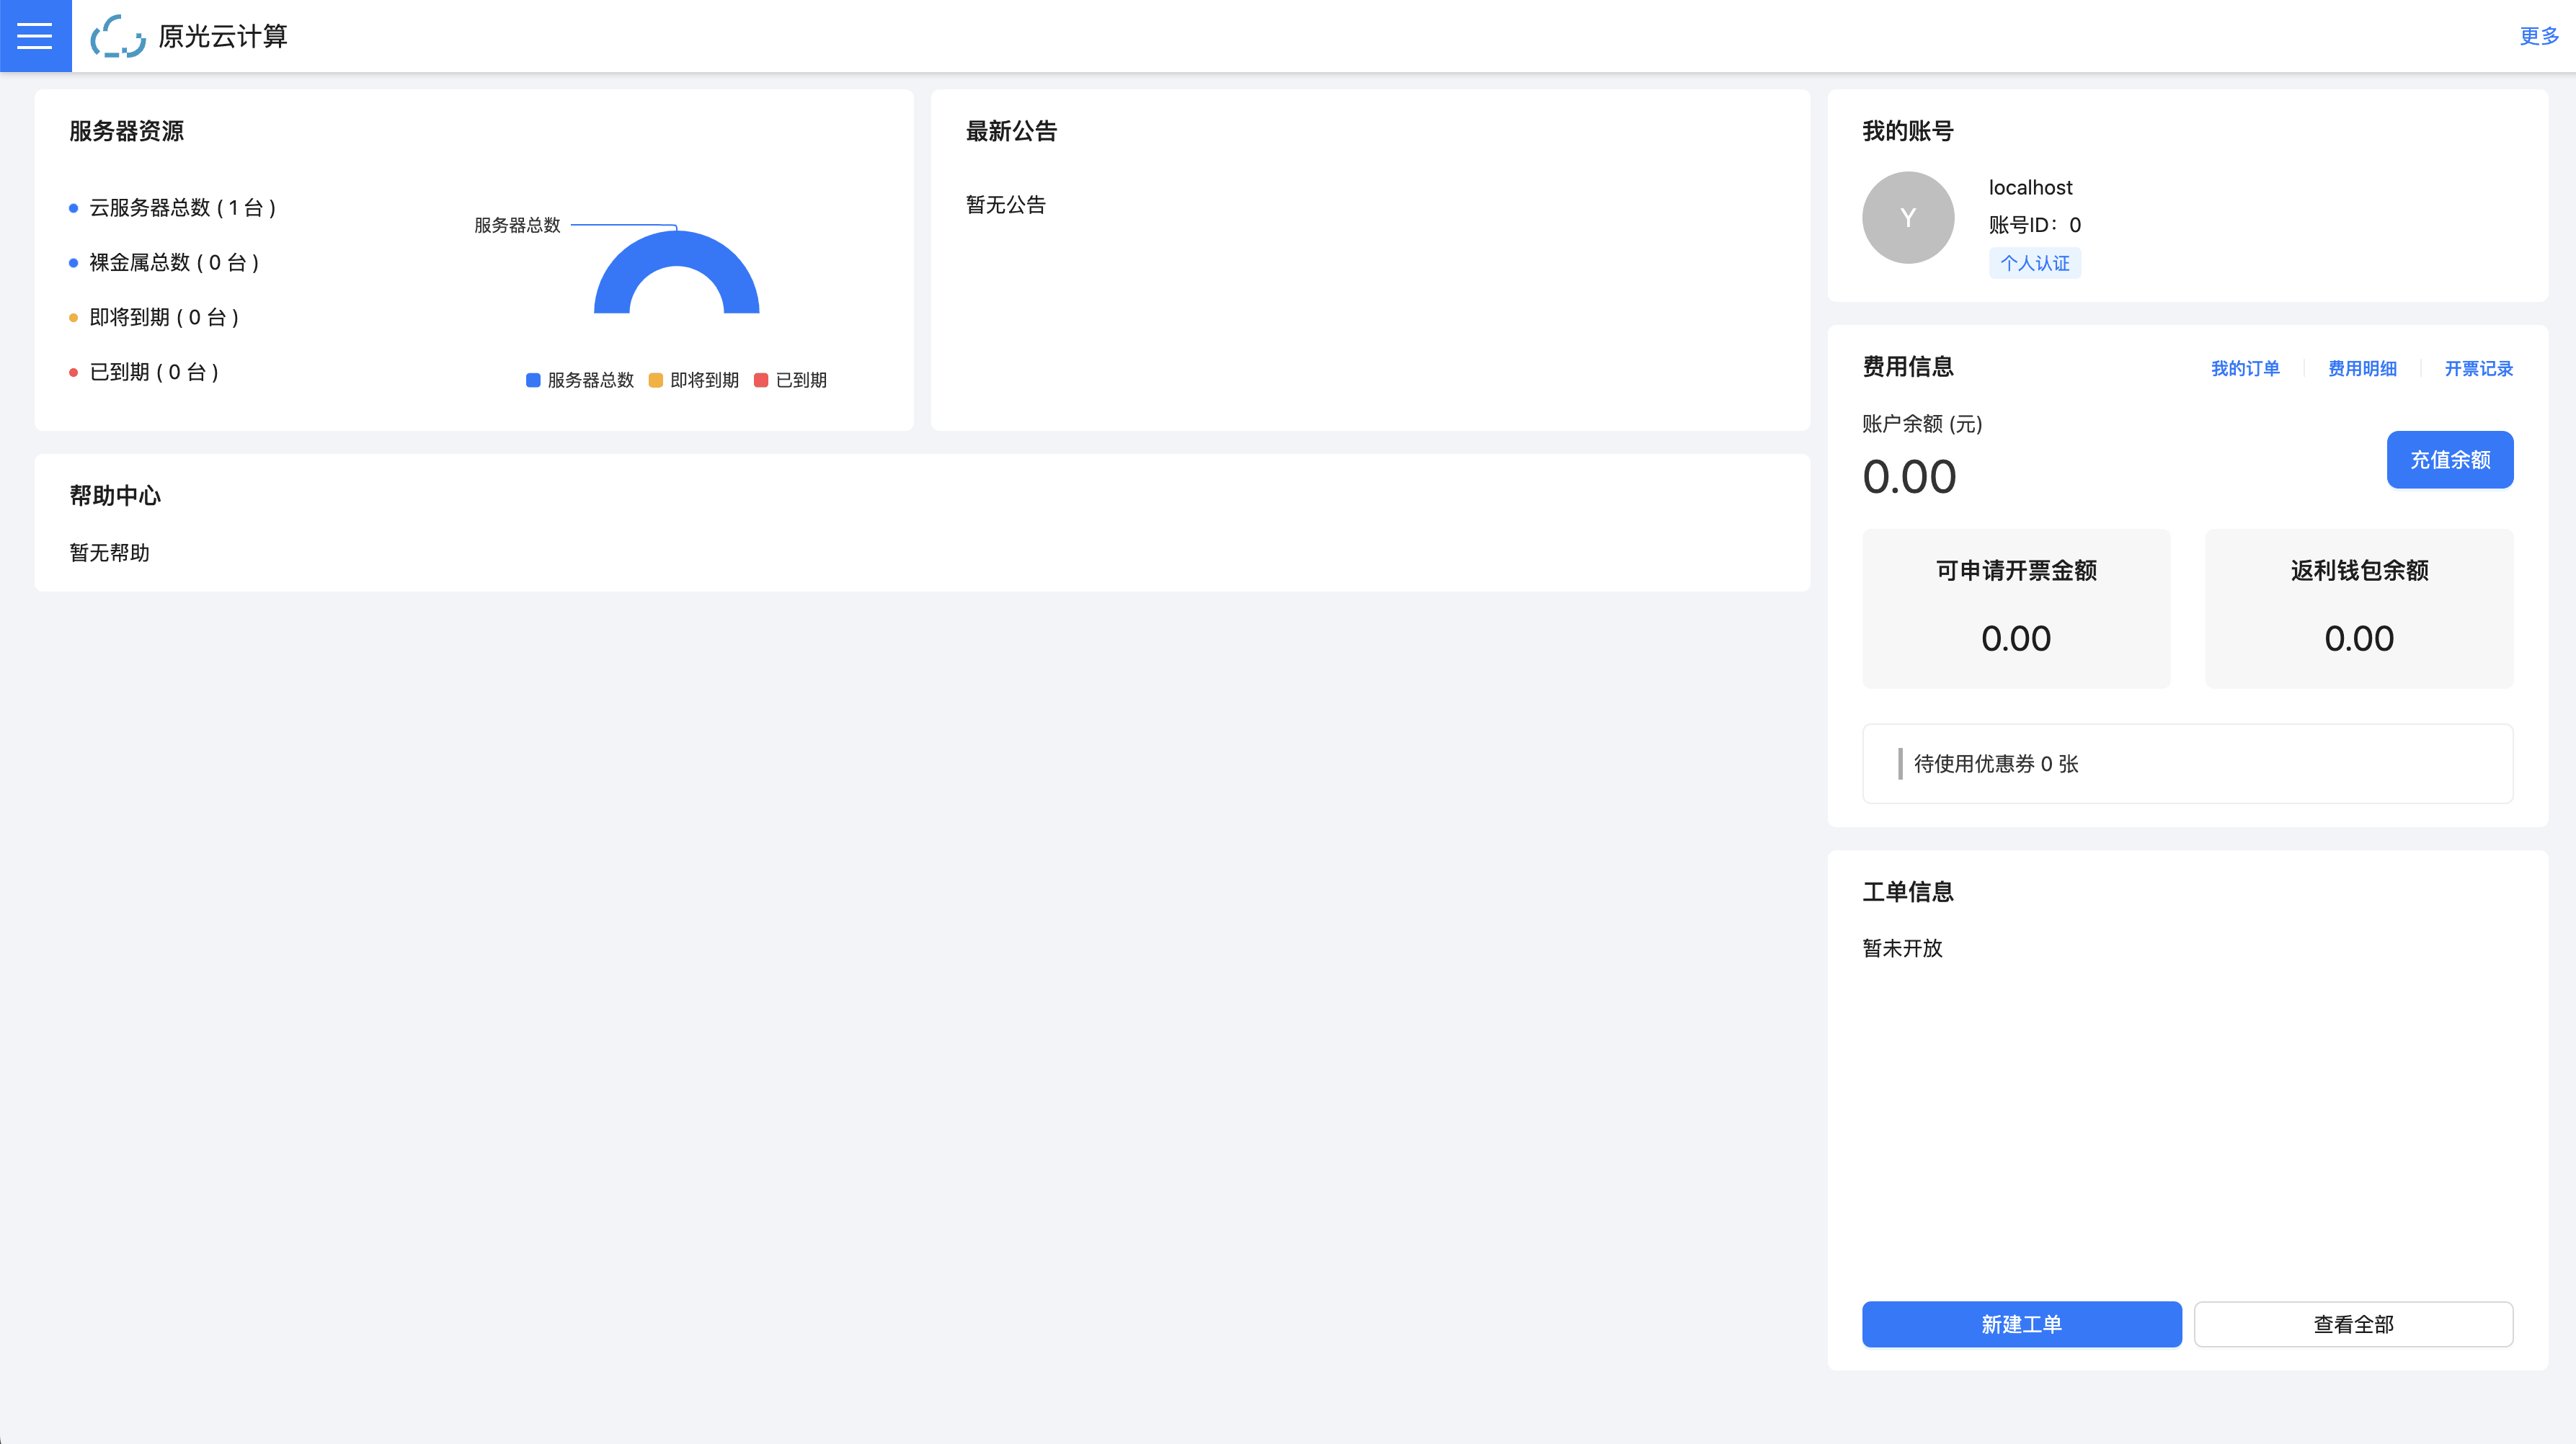 原光云计算
更多
服务器资源
云服务器总数 ( 1 台 )
裸金属总数 ( 0 台 )
即将到期 ( 0 台 )
已到期 ( 0 台 )
服务器总数
服务器总数 即将到期 已到期
最新公告
暂无公告
帮助中心
暂无帮助
我的账号
Y
localhost
账号ID：0
个人认证
费用信息
我的订单 费用明细 开票记录
账户余额 (元)
0.00
充值余额
可申请开票金额
0.00
返利钱包余额
0.00
待使用优惠券 0 张
工单信息
暂未开放
新建工单 查看全部